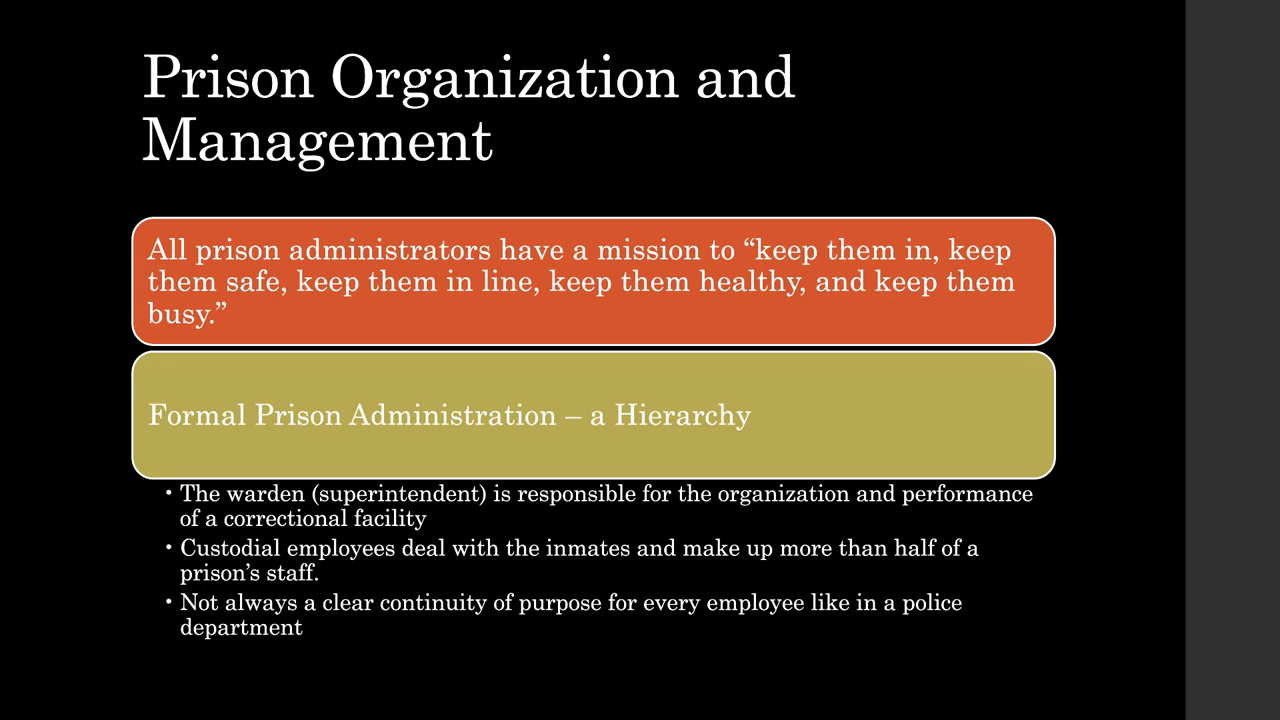 Prison Organization and
Management
All prison administrators have a mission to “keep them in, keep
them safe, keep them in line, keep them healthy, and keep them
busy.”
Formal Prison Administration – a Hierarchy
• The warden (superintendent) is responsible for the organization and performance
of a correctional facility
• Custodial employees deal with the inmates and make up more than half of a
prison’s staff.
• Not always a clear continuity of purpose for every employee like in a police
department